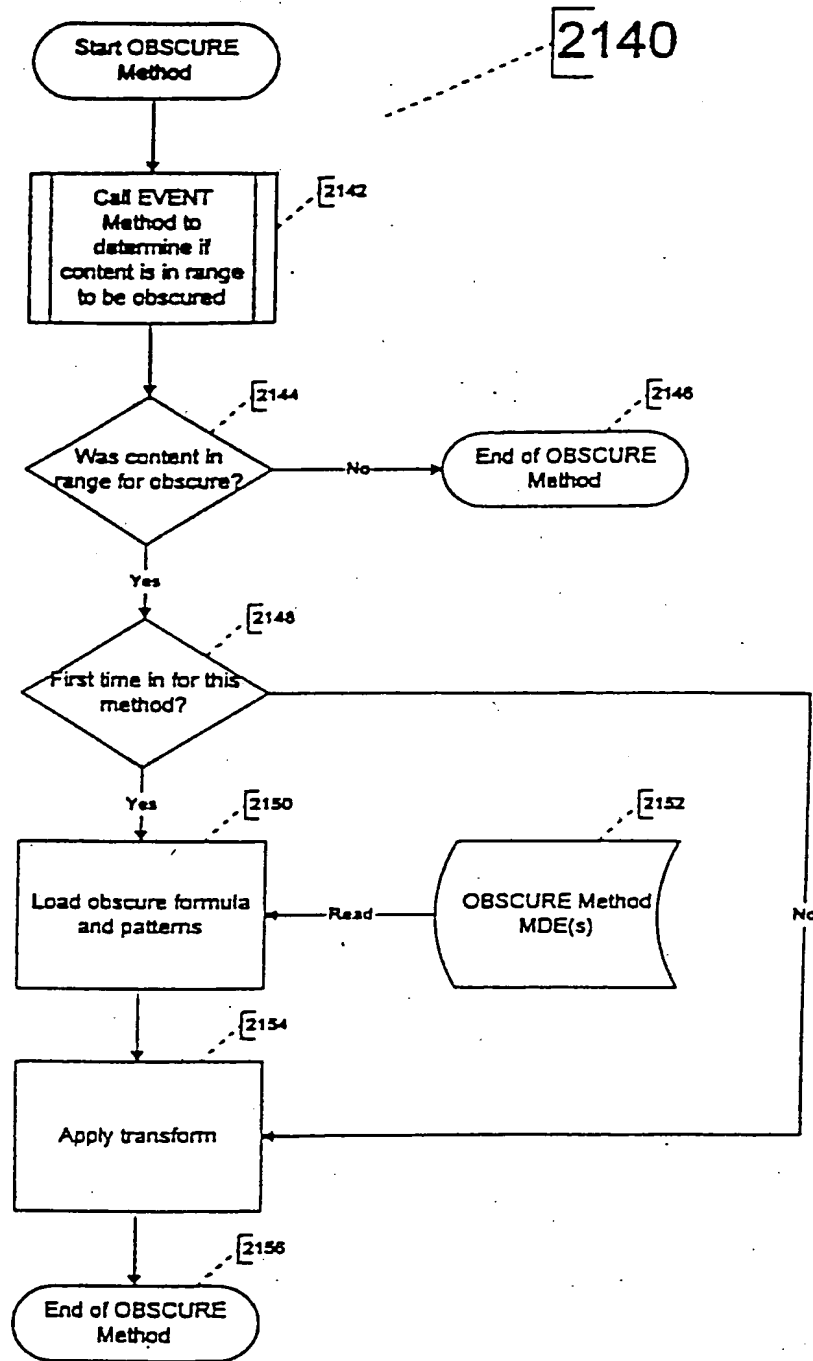 2140
Start OBSCURE
Method
2142
Call EVENT
Method to
determine if
content is in range
to be obscured
2144
2146
Was content in
range for obscure?
No
End of OBSCURE
Method
Yes
2148
First time in for this
method?
Yes
2150
2152
Load obscure formula
and patterns
Read
OBSCURE Method
MDE(s)
No
2154
Apply transform
2156
End of OBSCURE
Method